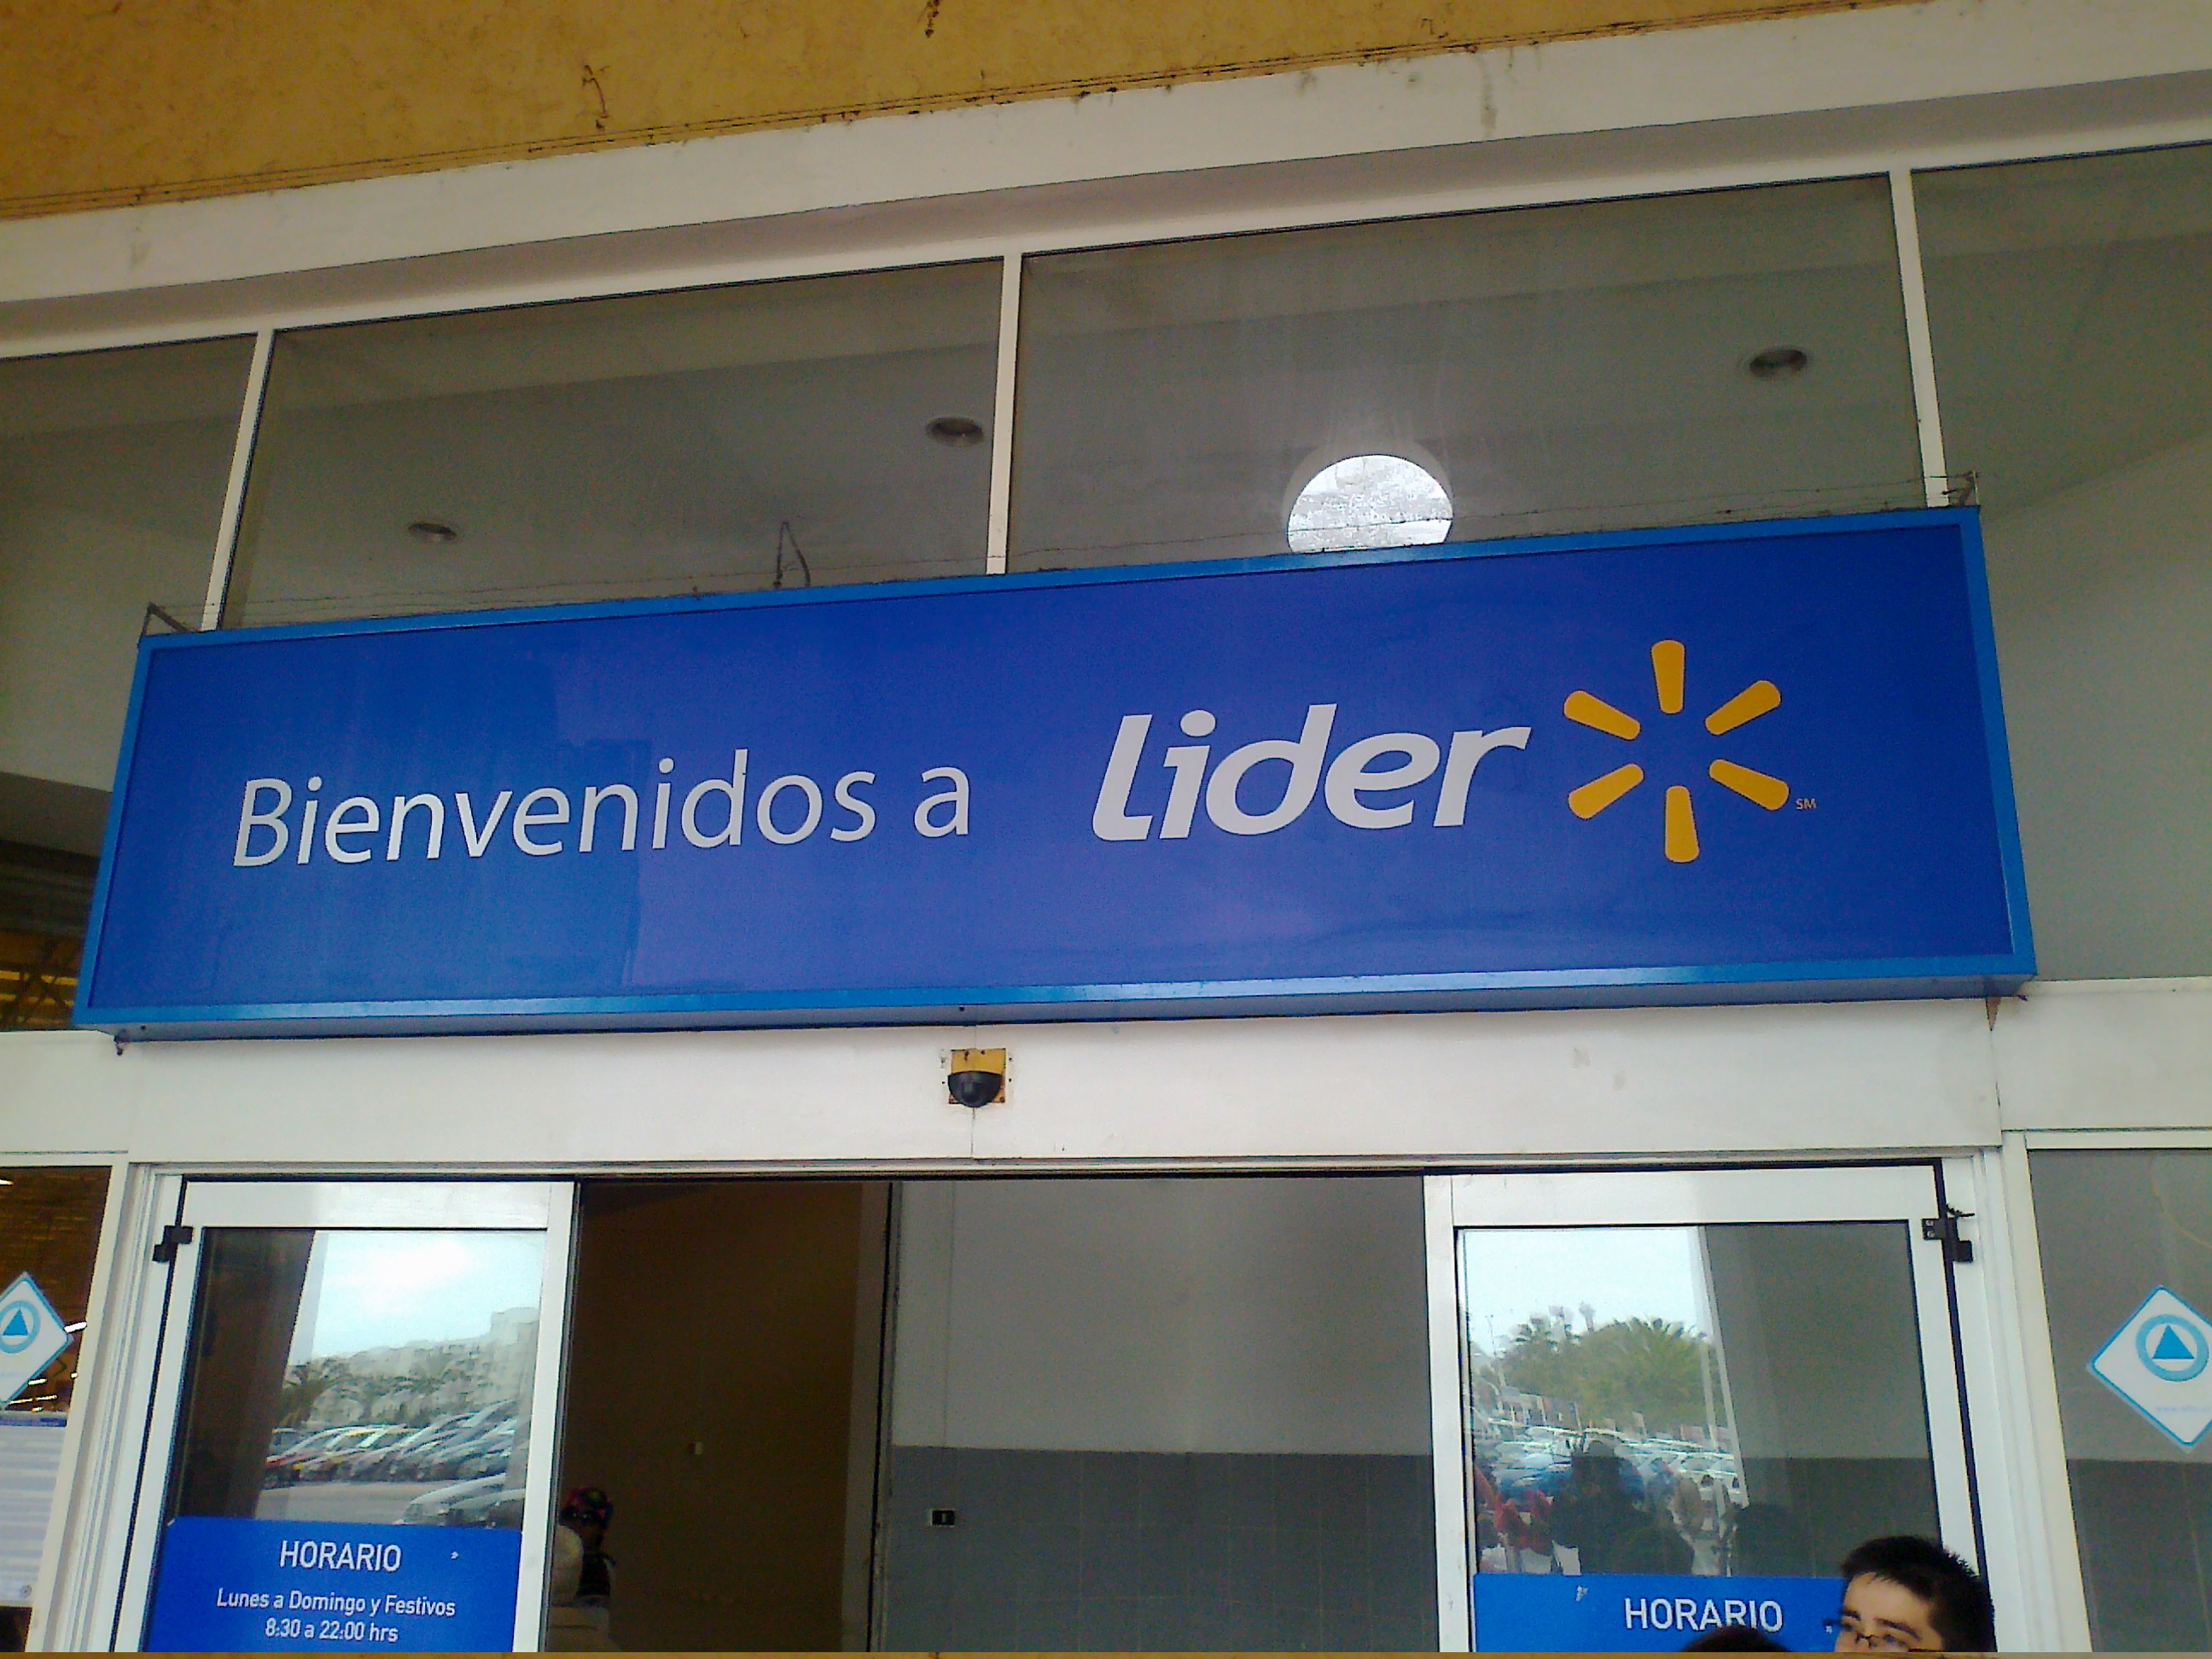 Bienvenidos a Lider
SM
HORARIO
Lunes a Domingo y Festivos
8:30 a 22:00 hrs
HORARIO